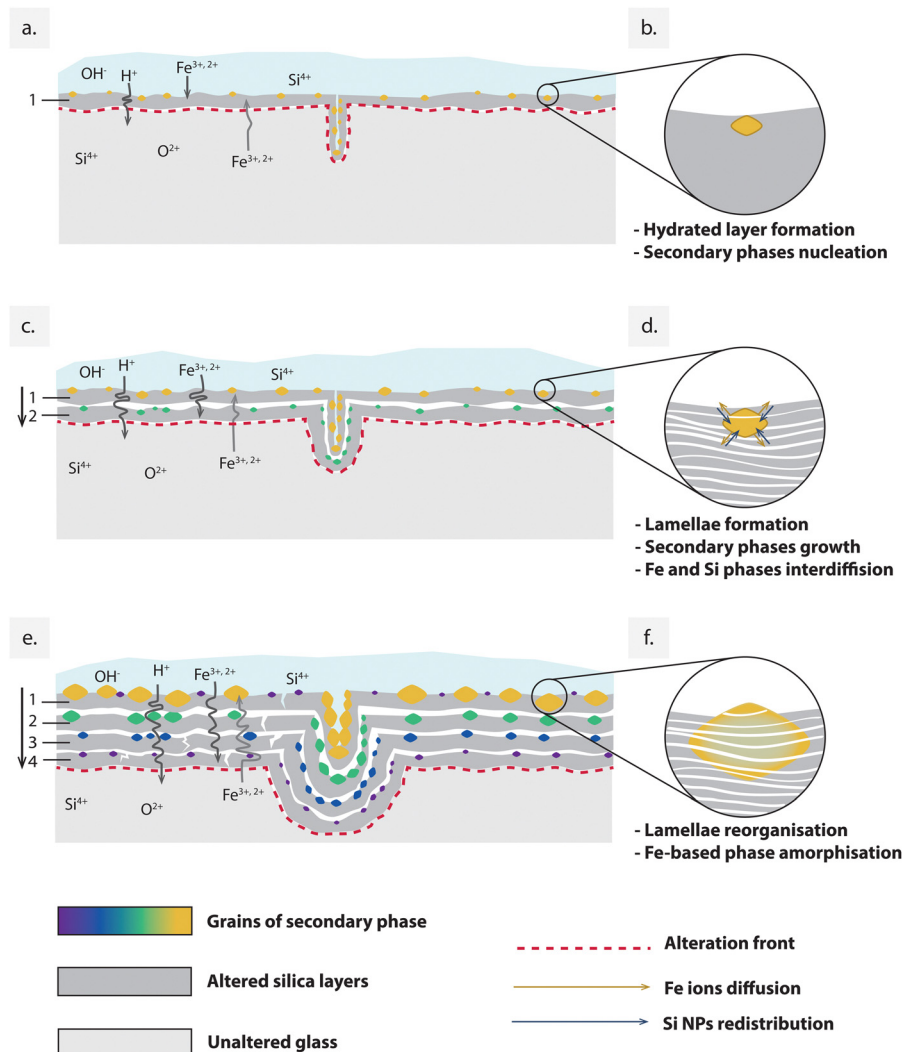 a.
b.
OH-
H+
Fe3+, 2+
Si4+
1
Si4+
O2+
Fe3+, 2+
- Hydrated layer formation
- Secondary phases nucleation
c.
d.
OH-
H+
Fe3+, 2+
Si4+
1
2
Si4+
O2+
Fe3+, 2+
- Lamellae formation
- Secondary phases growth
- Fe and Si phases interdiffision
e.
f.
OH-
H+
Fe3+, 2+
Si4+
1
2
3
4
Si4+
O2+
Fe3+, 2+
- Lamellae reorganisation
- Fe-based phase amorphisation
Grains of secondary phase
Altered silica layers
Unaltered glass
Alteration front
Fe ions diffusion
Si NPs redistribution